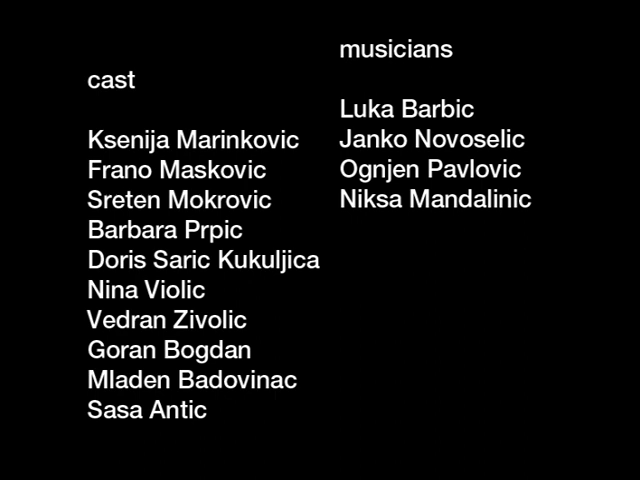 cast
Ksenija Marinkovic
Frano Maskovic
Sreten Mokrovic
Barbara Prpic
Doris Saric Kukuljica
Nina Violic
Vedran Zivolic
Goran Bogdan
Mladen Badovinac
Sasa Antic
musicians
Luka Barbic
Janko Novoselic
Ognjen Pavlovic
Niksa Mandalinic